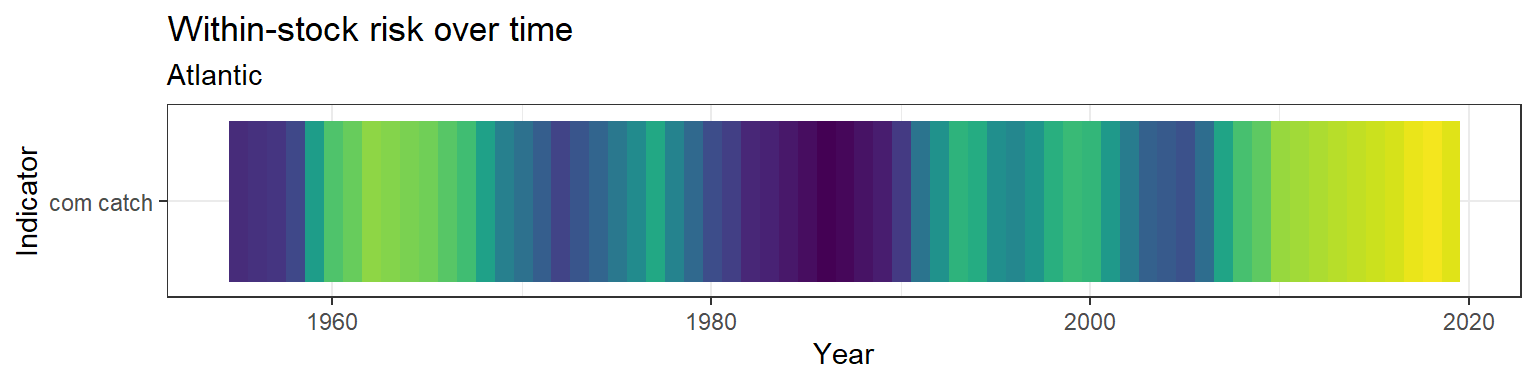 Within-stock risk over time
Atlantic
Indicator
com catch
1960 1980 2000 2020
Year